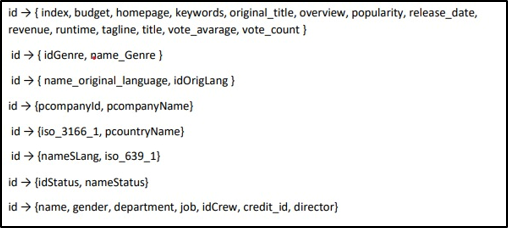 id → { index, budget, homepage, keywords, original_title, overview, popularity, release_date,
revenue, runtime, tagline, title, vote_avarage, vote_count }
id → { idGenre, name_Genre }
id → { name_original_language, idOrigLang }
id → {pcompanyId, pcompanyName}
id → {iso_3166_1, pcountryName}
id → {nameSLang, iso_639_1}
id → {idStatus, nameStatus}
id → {name, gender, department, job, idCrew, credit_id, director}